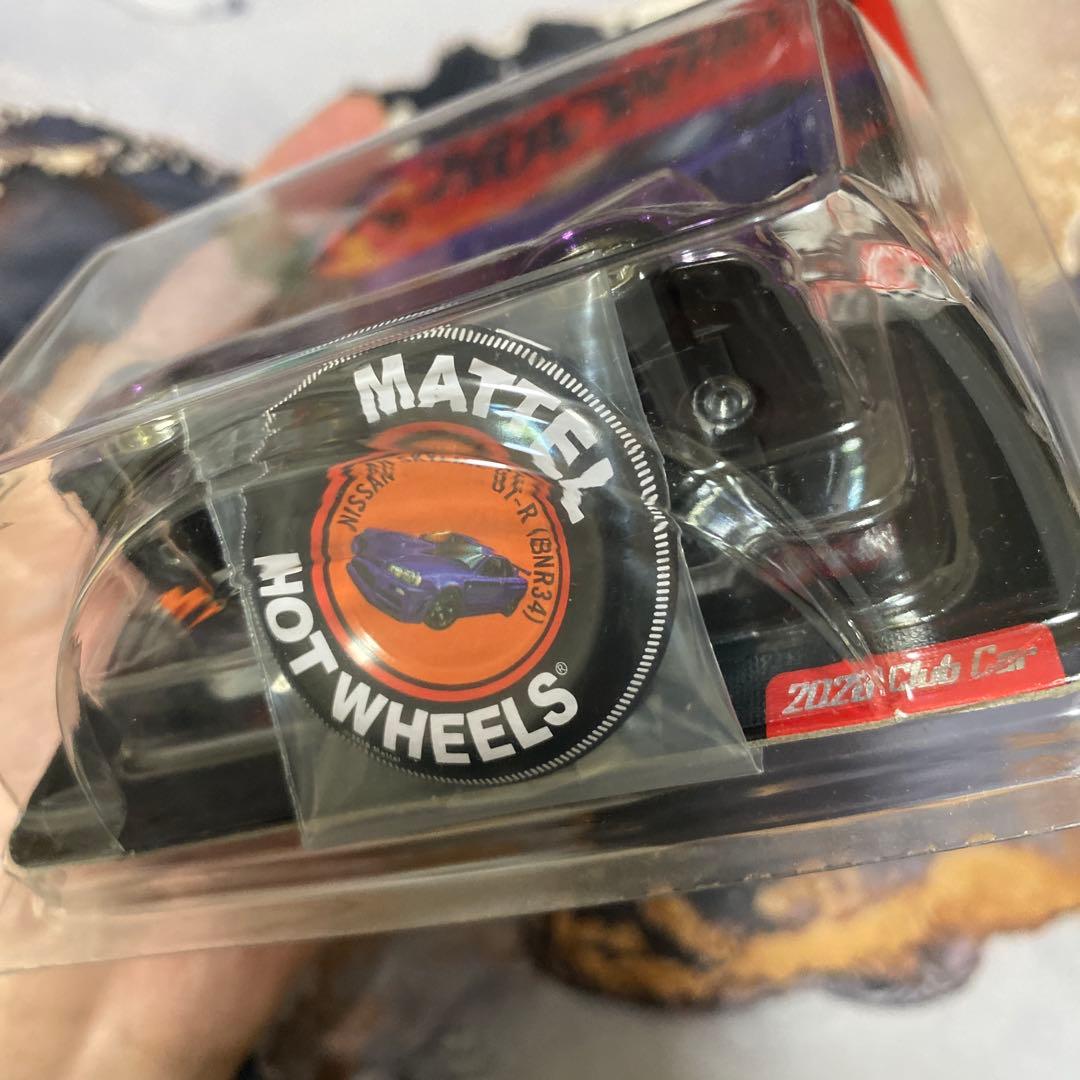 MATTEL
NISSAN
GT-R (BNR34)
HOT WHEELS®
Club Car